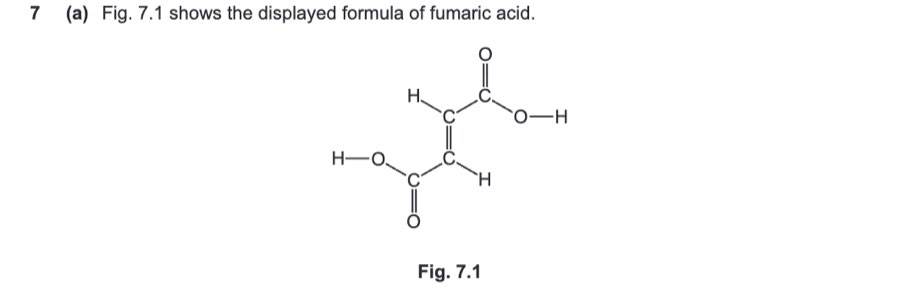 7 (a) Fig. 7.1 shows the displayed formula of fumaric acid.
O
H C
C O—H
H—O C
C H
O
Fig. 7.1